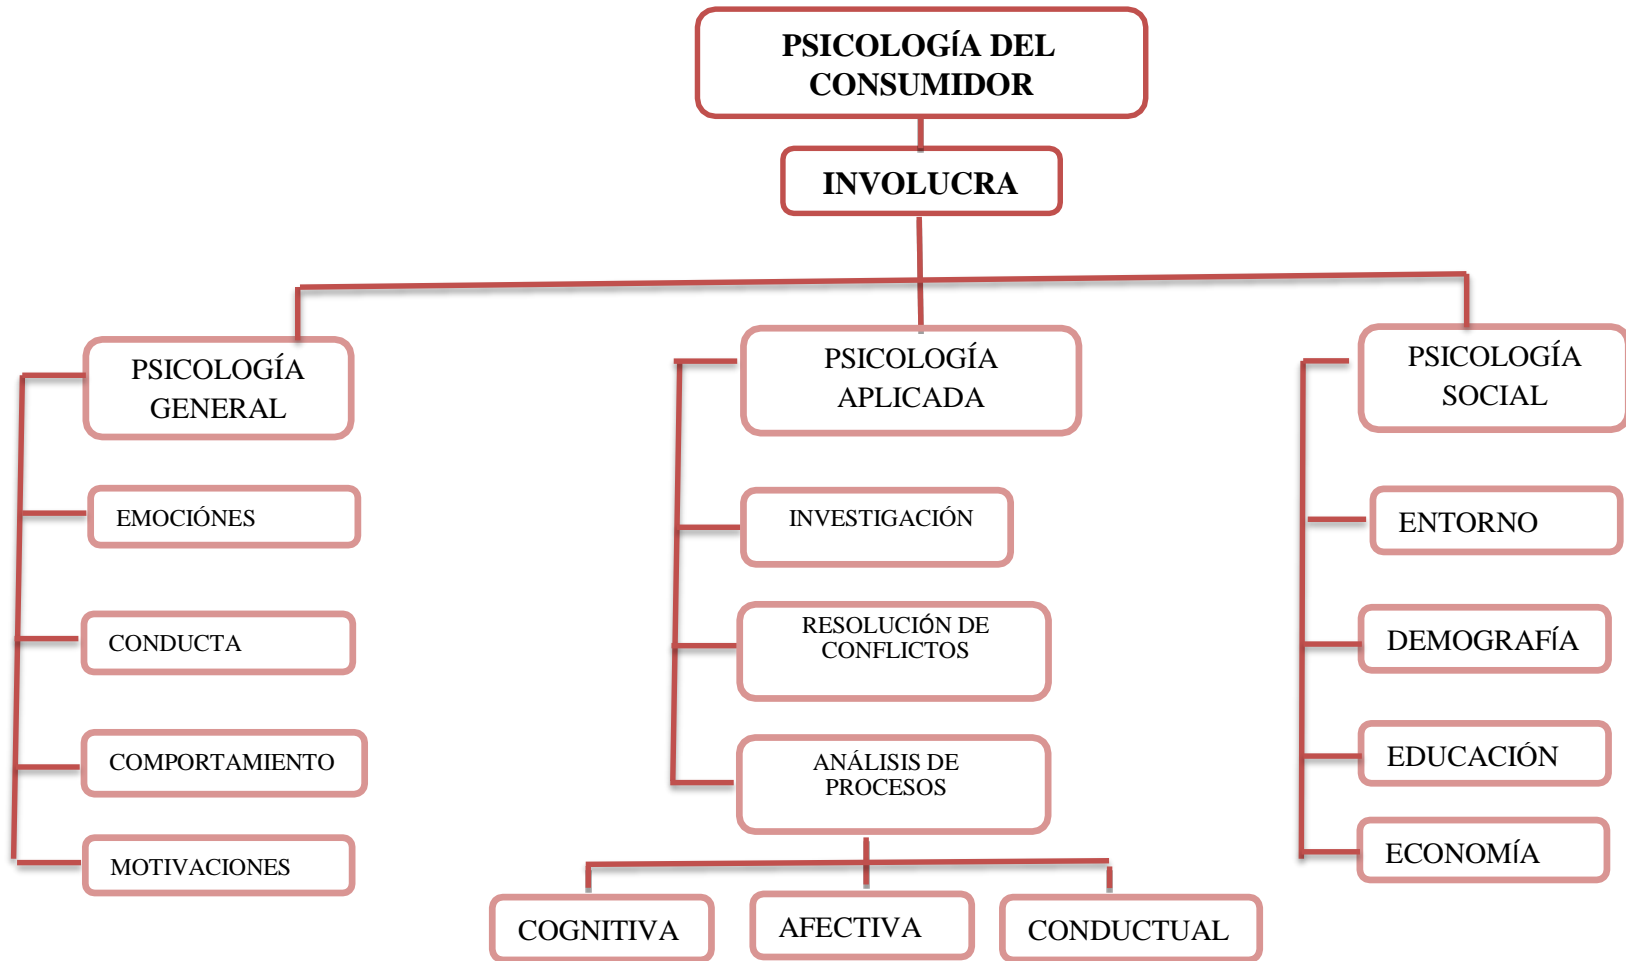 PSICOLOGÍA DEL
CONSUMIDOR
INVOLUCRA
PSICOLOGÍA
GENERAL
EMOCIÓNES
CONDUCTA
COMPORTAMIENTO
MOTIVACIONES
PSICOLOGÍA
APLICADA
INVESTIGACIÓN
RESOLUCIÓN DE
CONFLICTOS
ANÁLISIS DE
PROCESOS
COGNITIVA
AFECTIVA
CONDUCTUAL
PSICOLOGÍA
SOCIAL
ENTORNO
DEMOGRAFÍA
EDUCACIÓN
ECONOMÍA